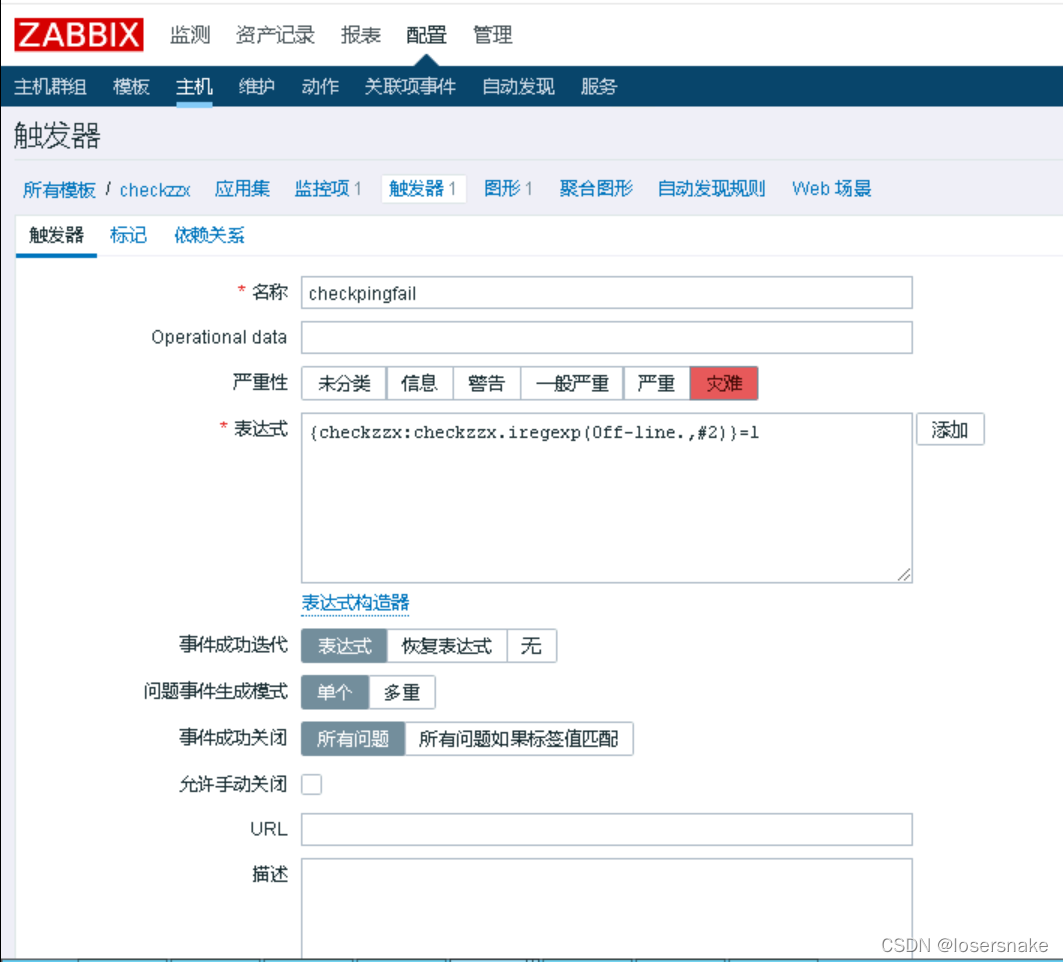 ZABBIX 监测 资产记录 报表 配置 管理
主机群组 模板 主机 维护 动作 关联项事件 自动发现 服务
触发器
所有模板 / checkzzx 应用集 监控项 1 触发器 1 图形 1 聚合图形 自动发现规则 Web 场景
触发器 标记 依赖关系
* 名称 checkpingfail
Operational data
严重性 未分类 信息 警告 一般严重 严重 灾难
* 表达式 {checkzzx:checkzzx.iregexp(Off-line.,#2)}=1 添加
表达式构造器
事件成功迭代 表达式 恢复表达式 无
问题事件生成模式 单个 多重
事件成功关闭 所有问题 所有问题如果标签值匹配
允许手动关闭
URL
描述
CSDN @losersnake